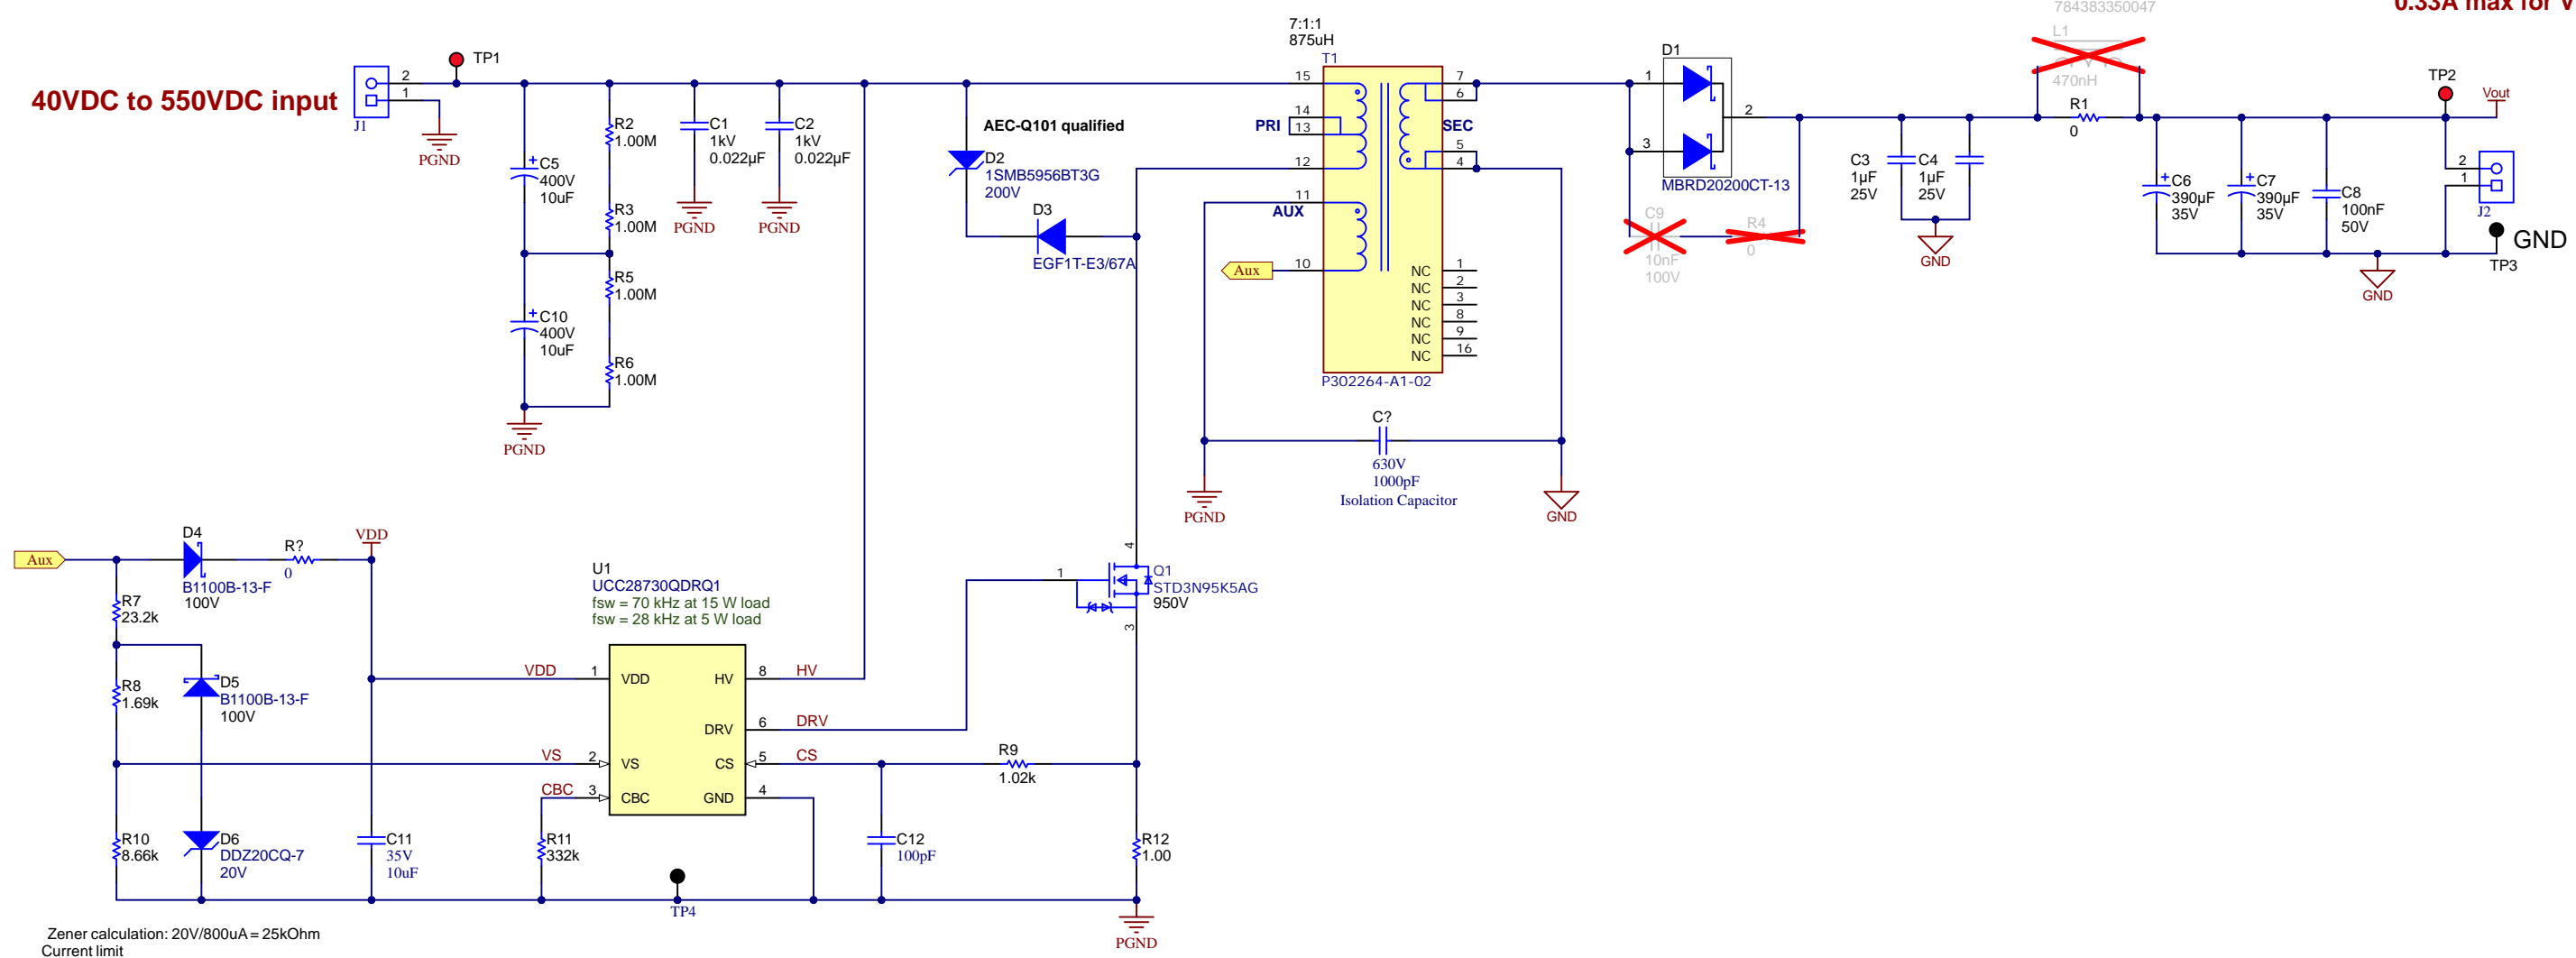 784383350047
0.33A max for V
L1
470nH
40VDC to 550VDC input
2
1
J1
PGND
TP1
R2
1.00M
C1
1kV
0.022µF
PGND
C2
1kV
0.022µF
PGND
C5
400V
10uF
R3
1.00M
R5
1.00M
C10
400V
10uF
R6
1.00M
PGND
AEC-Q101 qualified
D2
1SMB5956BT3G
200V
D3
EGF1T-E3/67A
7:1:1
875uH
T1
15
14
13
12
11
10
PRI
AUX
SEC
7
6
5
4
NC 1
NC 2
NC 3
NC 8
NC 9
NC 16
P302264-A1-02
Aux
C?
630V
1000pF
Isolation Capacitor
PGND
GND
D1
1
3
2
MBRD20200CT-13
C9
10nF
100V
R4
0
C3
1µF
25V
C4
1µF
25V
GND
R1
0
C6
390µF
35V
C7
390µF
35V
C8
100nF
50V
TP2
Vout
2
1
J2
GND
TP3
GND
Aux
D4
B1100B-13-F
100V
R?
0
VDD
R7
23.2k
R8
1.69k
D5
B1100B-13-F
100V
R10
8.66k
D6
DDZ20CQ-7
20V
C11
35V
10uF
U1
UCC28730QDRQ1
fsw = 70 kHz at 15 W load
fsw = 28 kHz at 5 W load
VDD 1 VDD
VS 2 VS
CBC 3 CBC
HV 8 HV
DRV 6 DRV
CS 5 CS
GND 4
R11
332k
TP4
C12
100pF
R9
1.02k
R12
1.00
PGND
4
1
3
Q1
STD3N95K5AG
950V
Zener calculation: 20V/800uA = 25kOhm
Current limit